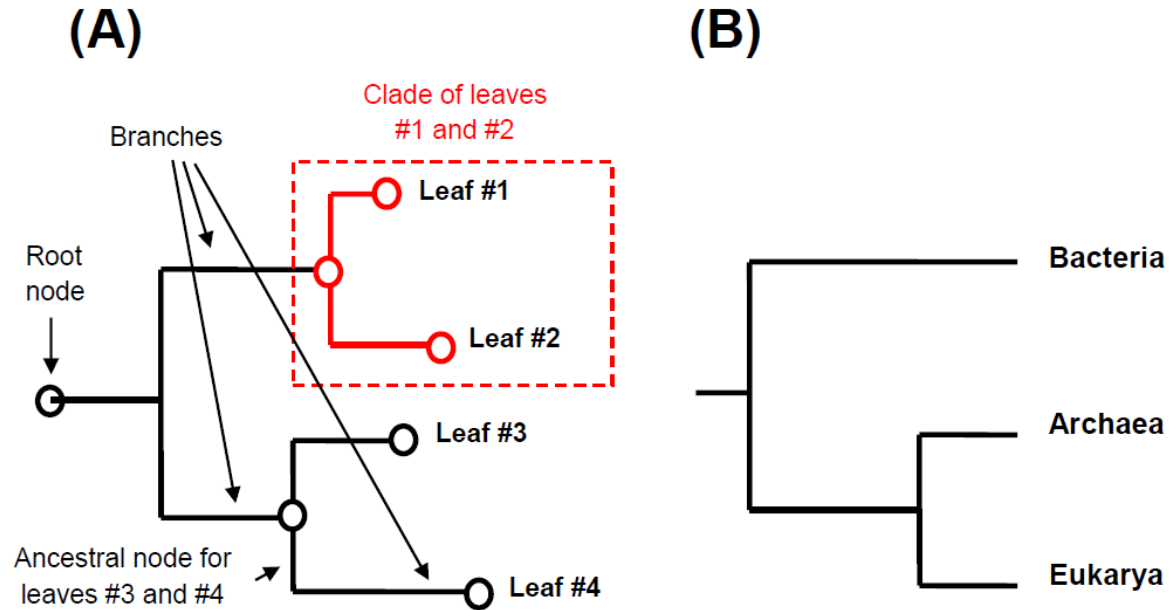 (A)
Clade of leaves
#1 and #2
Branches
Leaf #1
Root
node
Leaf #2
Leaf #3
Ancestral node for
leaves #3 and #4
Leaf #4
(B)
Bacteria
Archaea
Eukarya